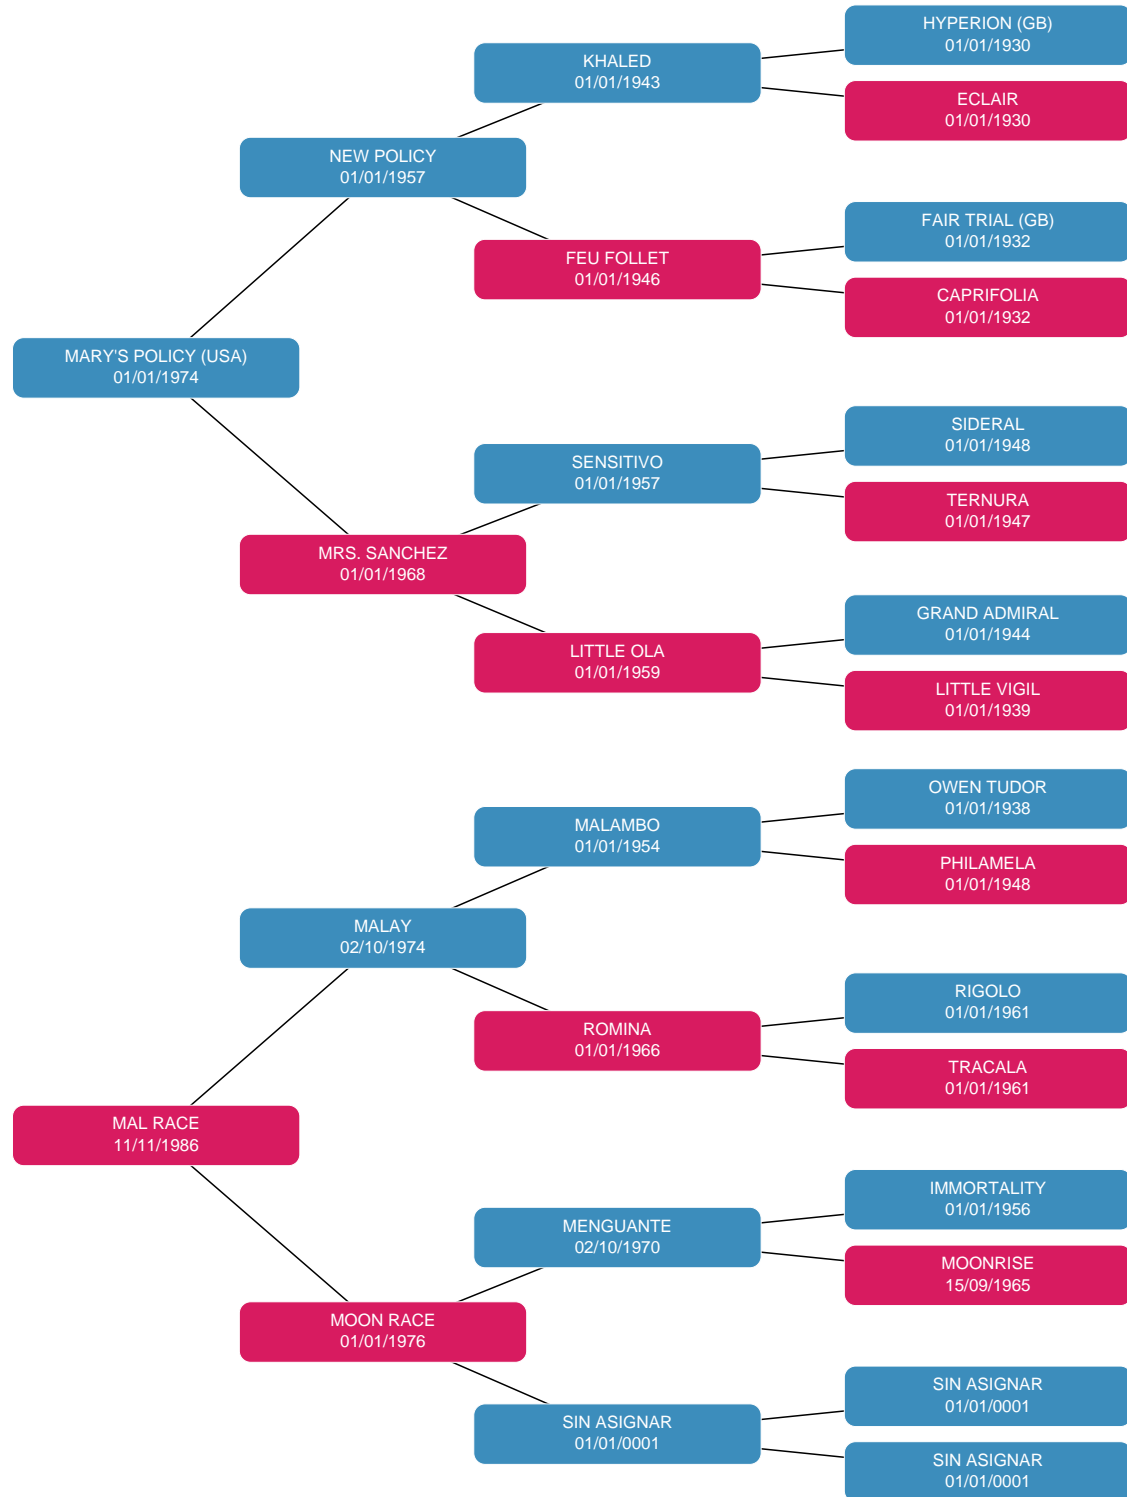 HYPERION (GB)
01/01/1930
KHALED
01/01/1943
ECLAIR
01/01/1930
NEW POLICY
01/01/1957
FAIR TRIAL (GB)
01/01/1932
FEU FOLLET
01/01/1946
CAPRIFOLIA
01/01/1932
MARY'S POLICY (USA)
01/01/1974
SIDERAL
01/01/1948
SENSITIVO
01/01/1957
TERNURA
01/01/1947
MRS. SANCHEZ
01/01/1968
GRAND ADMIRAL
01/01/1944
LITTLE OLA
01/01/1959
LITTLE VIGIL
01/01/1939
OWEN TUDOR
01/01/1938
MALAMBO
01/01/1954
PHILAMELA
01/01/1948
MALAY
02/10/1974
RIGOLO
01/01/1961
ROMINA
01/01/1966
TRACALA
01/01/1961
MAL RACE
11/11/1986
IMMORTALITY
01/01/1956
MENGUANTE
02/10/1970
MOONRISE
15/09/1965
MOON RACE
01/01/1976
SIN ASIGNAR
01/01/0001
SIN ASIGNAR
01/01/0001
SIN ASIGNAR
01/01/0001